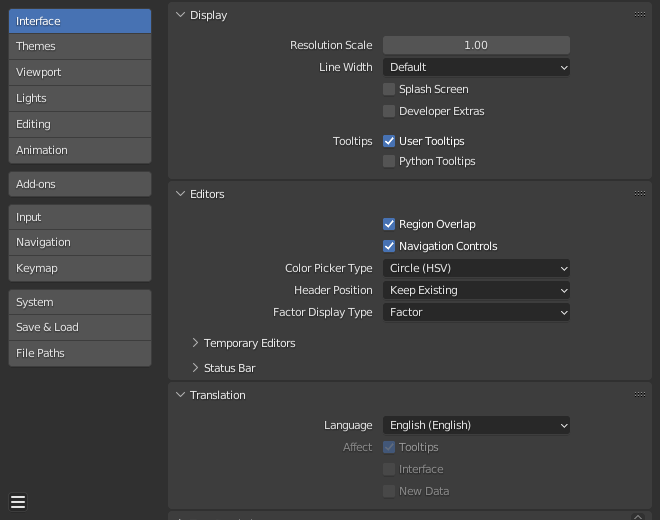 Interface
Themes
Viewport
Lights
Editing
Animation
Add-ons
Input
Navigation
Keymap
System
Save & Load
File Paths
Display
Resolution Scale 1.00
Line Width Default
Splash Screen
Developer Extras
Tooltips User Tooltips
Python Tooltips
Editors
Region Overlap
Navigation Controls
Color Picker Type Circle (HSV)
Header Position Keep Existing
Factor Display Type Factor
Temporary Editors
Status Bar
Translation
Language English (English)
Affect Tooltips
Interface
New Data